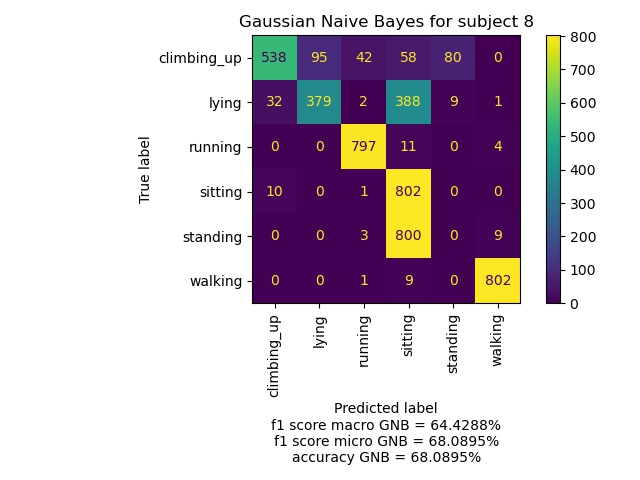 Gaussian Naive Bayes for subject 8
climbing_up 538 95 42 58 80 0
lying 32 379 2 388 9 1
running 0 0 797 11 0 4
sitting 10 0 1 802 0 0
standing 0 0 3 800 0 9
walking 0 0 1 9 0 802
True label
climbing_up lying running sitting standing walking
Predicted label
f1 score macro GNB = 64.4288%
f1 score micro GNB = 68.0895%
accuracy GNB = 68.0895%
800
700
600
500
400
300
200
100
0